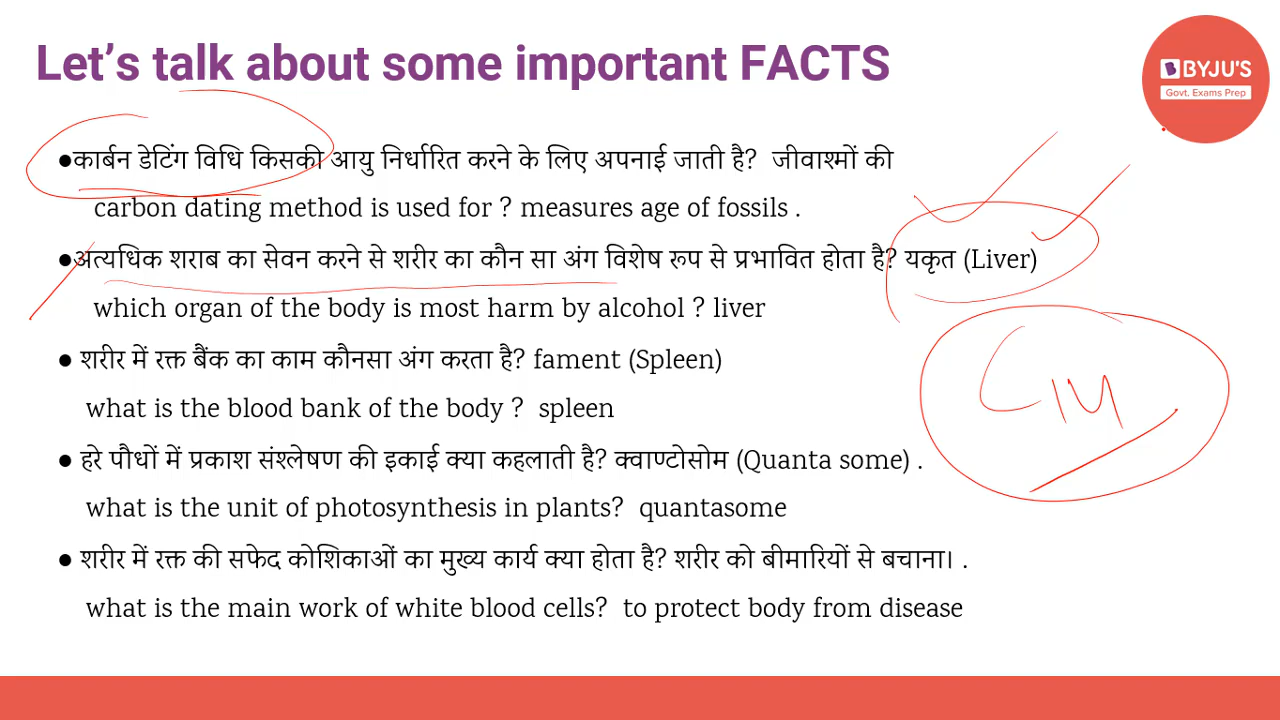 Let's talk about some important FACTS
BYJU'S
Govt. Exams Prep
●कार्बन डेटिंग विधि किसकी आयु निर्धारित करने के लिए अपनाई जाती है? जीवाश्मों की
carbon dating method is used for ? measures age of fossils .
●अत्यधिक शराब का सेवन करने से शरीर का कौन सा अंग विशेष रूप से प्रभावित होता है? यकृत (Liver)
which organ of the body is most harm by alcohol ? liver
● शरीर में रक्त बैंक का काम कौनसा अंग करता है? fament (Spleen)
what is the blood bank of the body ? spleen
C14
● हरे पौधों में प्रकाश संश्लेषण की इकाई क्या कहलाती है? क्वाण्टोसोम (Quanta some) .
what is the unit of photosynthesis in plants? quantasome
● शरीर में रक्त की सफेद कोशिकाओं का मुख्य कार्य क्या होता है? शरीर को बीमारियों से बचाना। .
what is the main work of white blood cells? to protect body from disease